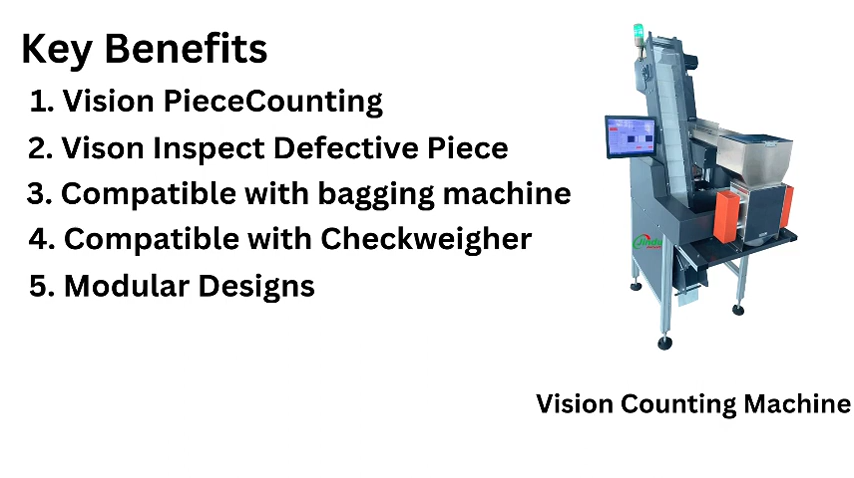 Key Benefits
1. Vision PieceCounting
2. Vison Inspect Defective Piece
3. Compatible with bagging machine
4. Compatible with Checkweigher
5. Modular Designs
Jindu
Vision Counting Machine